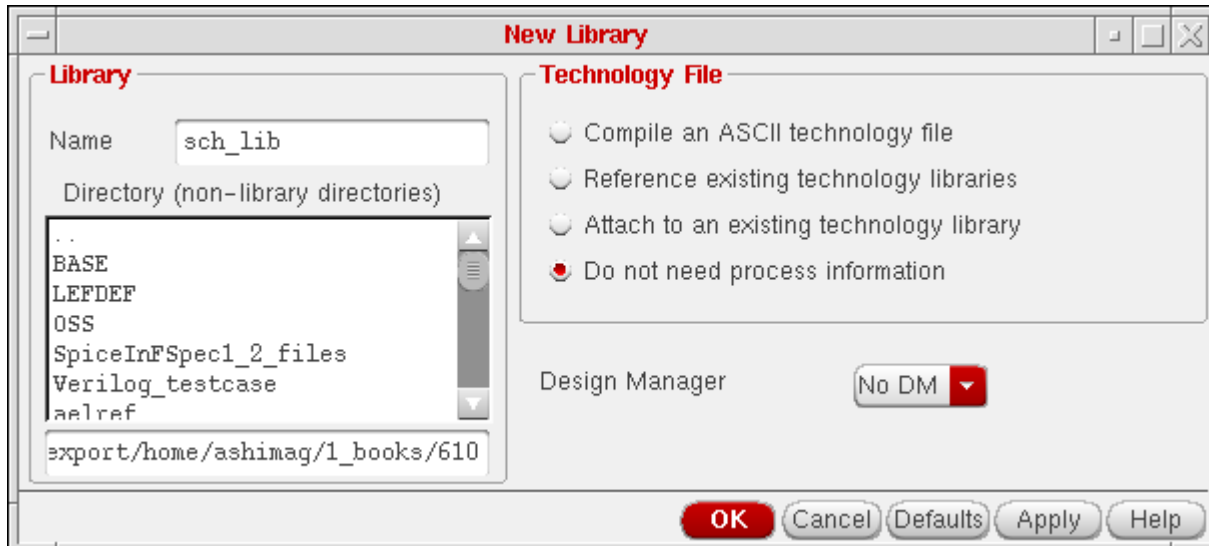 New Library
Library
Name sch_lib
Directory (non-library directories)
..
BASE
LEFDEF
OSS
SpiceInFSpec1_2_files
Verilog_testcase
aelref
export/home/ashimag/1_books/610
Technology File
Compile an ASCII technology file
Reference existing technology libraries
Attach to an existing technology library
Do not need process information
Design Manager No DM
OK Cancel Defaults Apply Help